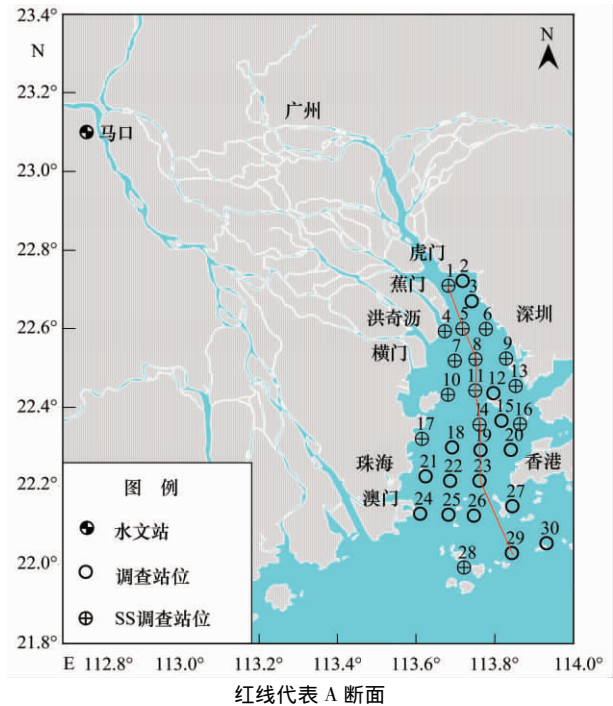 23.4°
N
N
23.2°
广州
马口
23.0°
22.8°
虎门
1 2
蕉门
3
洪奇沥
4 5 6
深圳
22.6°
横门
7 8 9
10 11 12 13
22.4°
14 15 16
17 18 19 20
珠海
21 22 23
香港
22.2°
澳门
24 25 26 27
28 29 30
22.0°
21.8°
图 例
水文站
调查站位
SS调查站位
E 112.8° 113.0° 113.2° 113.4° 113.6° 113.8° 114.0°
红线代表 A 断面